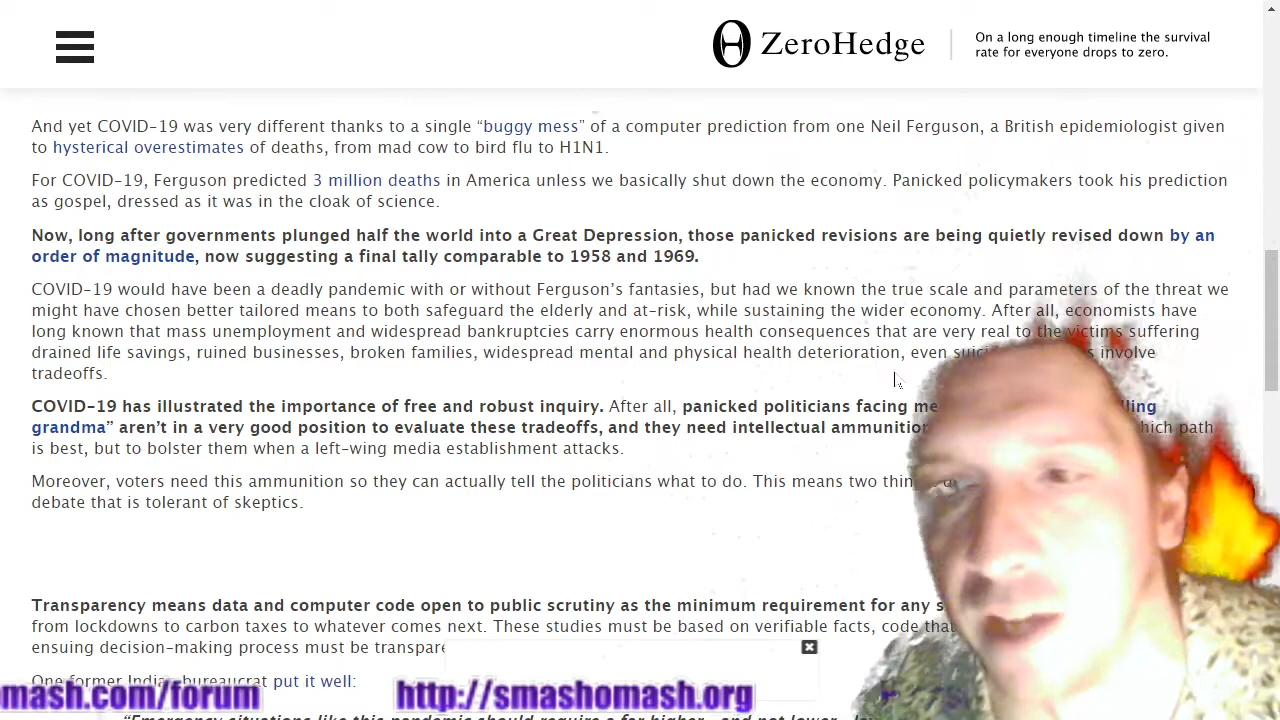 ZeroHedge
On a long enough timeline the survival
rate for everyone drops to zero.
And yet COVID-19 was very different thanks to a single “buggy mess” of a computer prediction from one Neil Ferguson, a British epidemiologist given
to hysterical overestimates of deaths, from mad cow to bird flu to H1N1.
For COVID-19, Ferguson predicted 3 million deaths in America unless we basically shut down the economy. Panicked policymakers took his prediction
as gospel, dressed as it was in the cloak of science.
Now, long after governments plunged half the world into a Great Depression, those panicked revisions are being quietly revised down by an
order of magnitude, now suggesting a final tally comparable to 1958 and 1969.
COVID-19 would have been a deadly pandemic with or without Ferguson’s fantasies, but had we known the true scale and parameters of the threat we
might have chosen better tailored means to both safeguard the elderly and at-risk, while sustaining the wider economy. After all, economists have
long known that mass unemployment and widespread bankruptcies carry enormous health consequences that are very real to the victims suffering
drained life savings, ruined businesses, broken families, widespread mental and physical health deterioration, even involve
tradeoffs.
COVID-19 has illustrated the importance of free and robust inquiry. After all, panicked politicians facing
grandma” aren’t in a very good position to evaluate these tradeoffs, and they need intellectual ammunition path
is best, but to bolster them when a left-wing media establishment attacks.
Moreover, voters need this ammunition so they can actually tell the politicians what to do. This means two
debate that is tolerant of skeptics.
Transparency means data and computer code open to public scrutiny as the minimum requirement for any
from lockdowns to carbon taxes to whatever comes next. These studies must be based on verifiable facts, code
ensuing decision-making process must be
One former put it well:
mash.com/forum http://smashomash.org
“Emergency situations like this pandemic should require a far higher – and not lower –